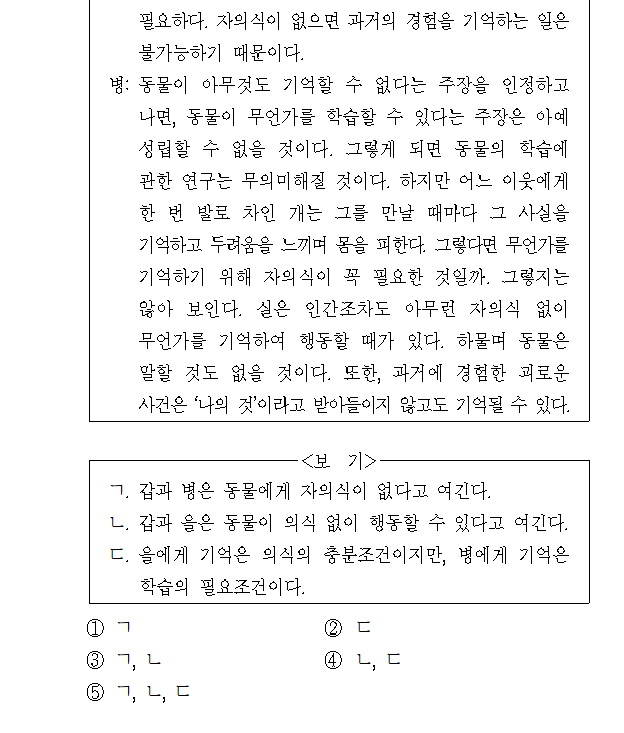 필요하다. 자의식이 없으면 과거의 경험을 기억하는 일은
불가능하기 때문이다.
병: 동물이 아무것도 기억할 수 없다는 주장을 인정하고
나면, 동물이 무언가를 학습할 수 있다는 주장은 아예
성립할 수 없을 것이다. 그렇게 되면 동물의 학습에
관한 연구는 무의미해질 것이다. 하지만 어느 이웃에게
한 번 발로 차인 개는 그를 만날 때마다 그 사실을
기억하고 두려움을 느끼며 몸을 피한다. 그렇다면 무언가를
기억하기 위해 자의식이 꼭 필요한 것일까. 그렇지는
않아 보인다. 실은 인간조차도 아무런 자의식 없이
무언가를 기억하여 행동할 때가 있다. 하물며 동물은
말할 것도 없을 것이다. 또한, 과거에 경험한 괴로운
사건은 ‘나의 것’이라고 받아들이지 않고도 기억될 수 있다.
<보 기>
ㄱ. 갑과 병은 동물에게 자의식이 없다고 여긴다.
ㄴ. 갑과 을은 동물이 의식 없이 행동할 수 있다고 여긴다.
ㄷ. 을에게 기억은 의식의 충분조건이지만, 병에게 기억은
학습의 필요조건이다.
① ㄱ ② ㄷ
③ ㄱ, ㄴ ④ ㄴ, ㄷ
⑤ ㄱ, ㄴ, ㄷ